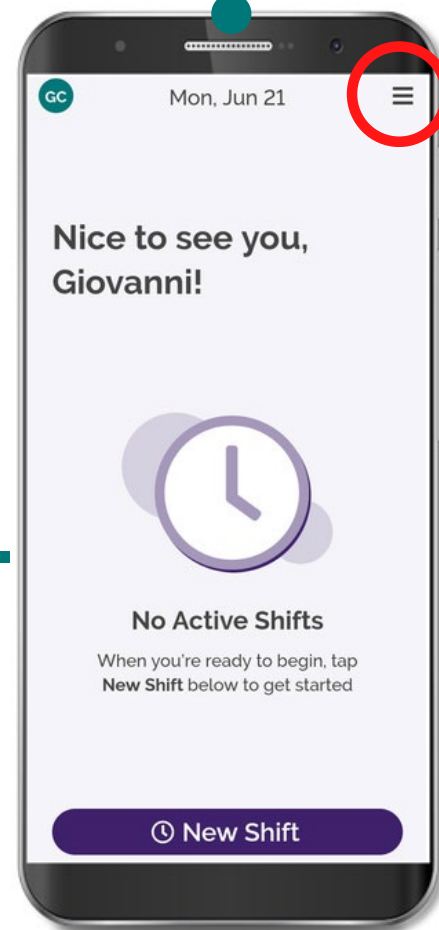 GC
Mon, Jun 21
Nice to see you,
Giovanni!
No Active Shifts
When you're ready to begin, tap
New Shift below to get started
New Shift